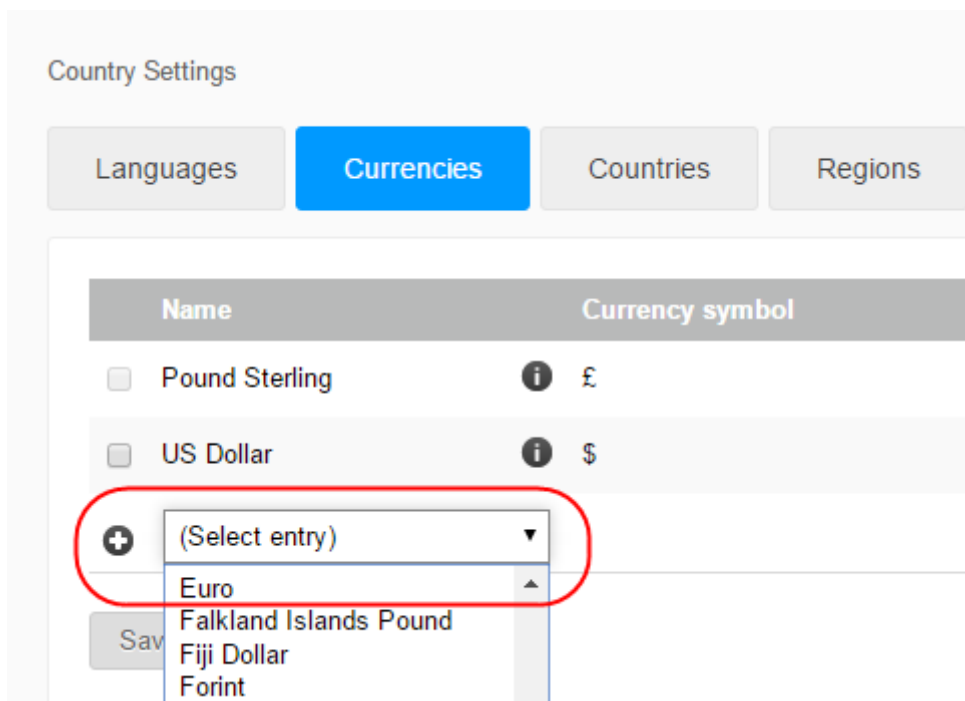 Country Settings
Languages Currencies Countries Regions
Name Currency symbol
Pound Sterling £
US Dollar $
(Select entry)
Euro
Falkland Islands Pound
Sav
Fiji Dollar
Forint